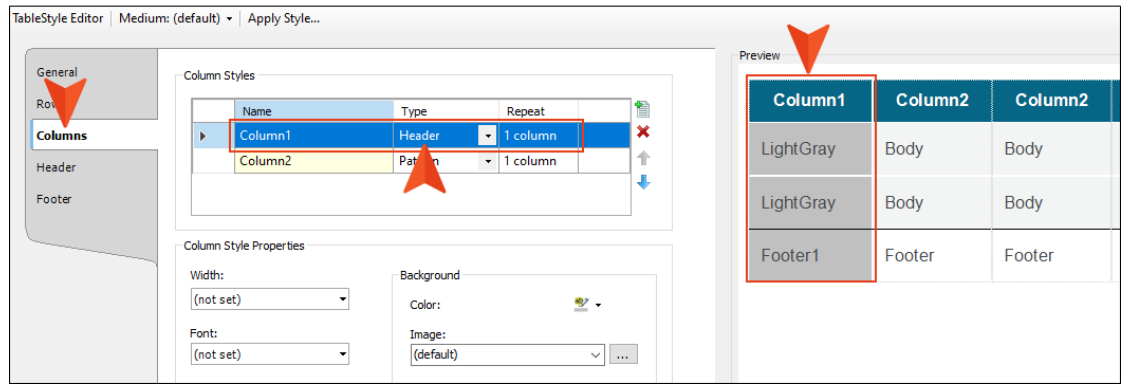 TableStyle Editor Medium: (default) Apply Style...
General
Columns
Header
Footer
Column Styles
Name Type Repeat
Column1 Header 1 column
Column2 1 column
Column Style Properties
Width:
(not set)
Font:
(not set)
Background
Color:
Image:
(default)
...
Preview
Column1 Column2 Column2
LightGray Body Body
LightGray Body Body
Footer1 Footer Footer